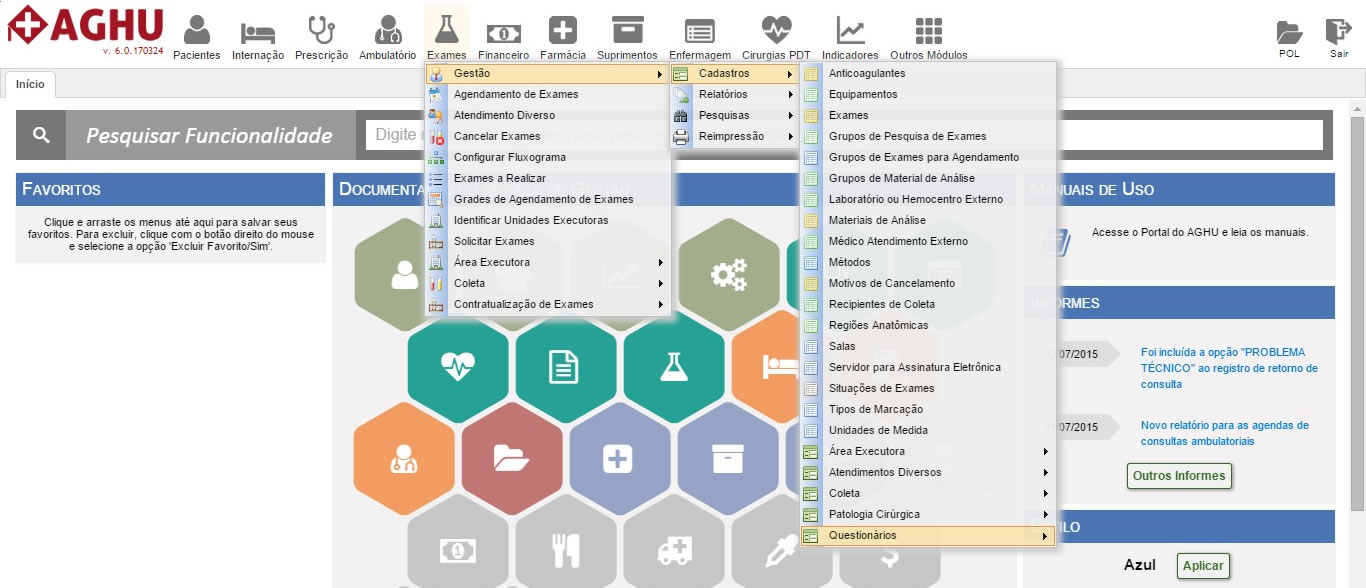 AGHU
v. 6.0.170324
Pacientes Internação Prescrição Ambulatório Exames Financeiro Farmácia Suprimentos Enfermagem Cirurgias PDT Indicadores Outros Módulos POL Sair
Início
Pesquisar Funcionalidade
Digite
FAVORITOS
Clique e arraste os menus até aqui para salvar seus
favoritos. Para excluir, clique com o botão direito do mouse
e selecione a opção 'Excluir Favorito/Sim'.
Gestão
Agendamento de Exames
Atendimento Diverso
Cancelar Exames
Configurar Fluxograma
Exames a Realizar
Grades de Agendamento de Exames
Identificar Unidades Executoras
Solicitar Exames
Área Executora
Coleta
Contratualização de Exames
Cadastros
Relatórios
Pesquisas
Reimpressão
Anticoagulantes
Equipamentos
Exames
Grupos de Pesquisa de Exames
Grupos de Exames para Agendamento
Grupos de Material de Análise
Laboratório ou Hemocentro Externo
Materiais de Análise
Médico Atendimento Externo
Métodos
Motivos de Cancelamento
Recipientes de Coleta
Regiões Anatômicas
Salas
Servidor para Assinatura Eletrônica
Situações de Exames
Tipos de Marcação
Unidades de Medida
Área Executora
Atendimentos Diversos
Coleta
Patologia Cirúrgica
Questionários
MANUAIS DE USO
Acesse o Portal do AGHU e leia os manuais.
INFORMES
/07/2015
Foi incluída a opção "PROBLEMA
TÉCNICO" ao registro de retorno de
consulta
/07/2015
Novo relatório para as agendas de
consultas ambulatoriais
Outros Informes
Azul Aplicar